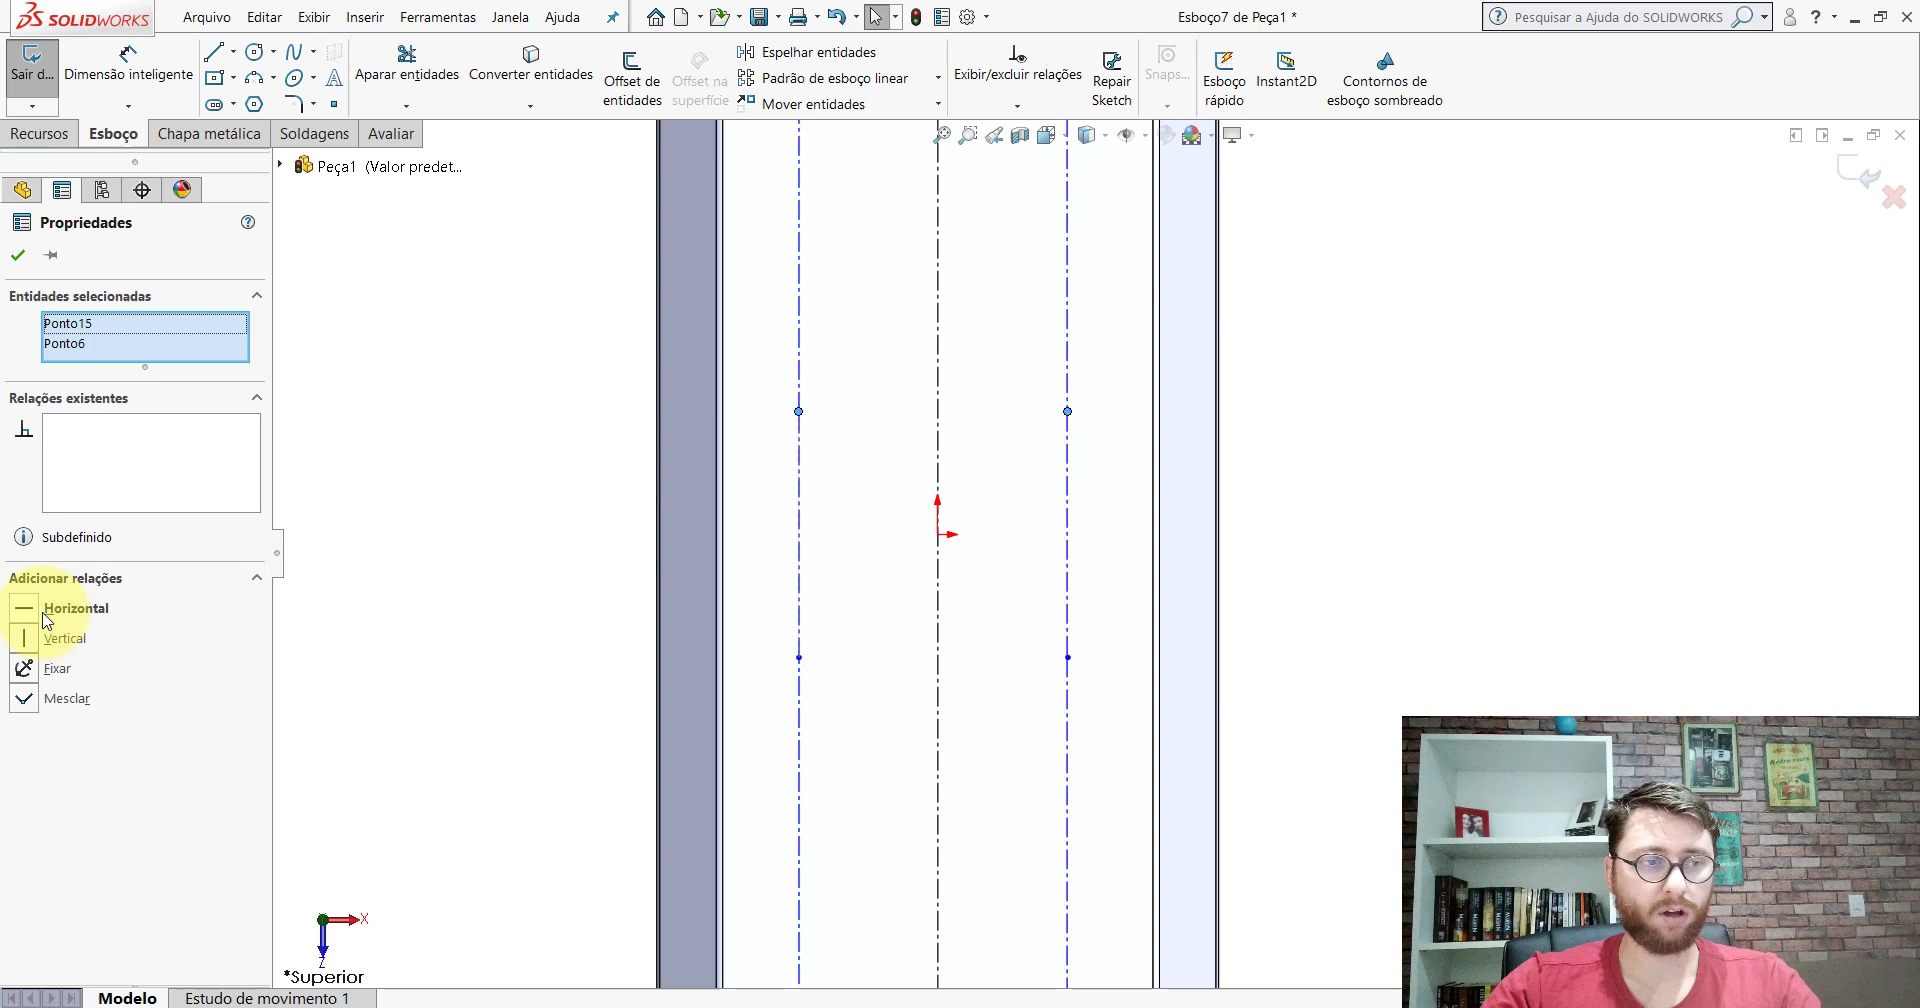 SOLIDWORKS
Arquivo Editar Exibir Inserir Ferramentas Janela Ajuda
Esboço7 de Peça1 *
Pesquisar a Ajuda do SOLIDWORKS
Sair d...
Dimensão inteligente
Aparar entidades
Converter entidades
Offset de entidades
Offset na superfície
Espelhar entidades
Padrão de esboço linear
Mover entidades
Exibir/excluir relações
Repair Sketch
Snaps...
Esboço rápido
Instant2D
Contornos de esboço sombreado
Recursos Esboço Chapa metálica Soldagens Avaliar
Peça1 (Valor predet...
Propriedades
Entidades selecionadas
Ponto15
Ponto6
Relações existentes
Subdefinido
Adicionar relações
Horizontal
Vertical
Fixar
Mesclar
X
Z
*Superior
Modelo Estudo de movimento 1